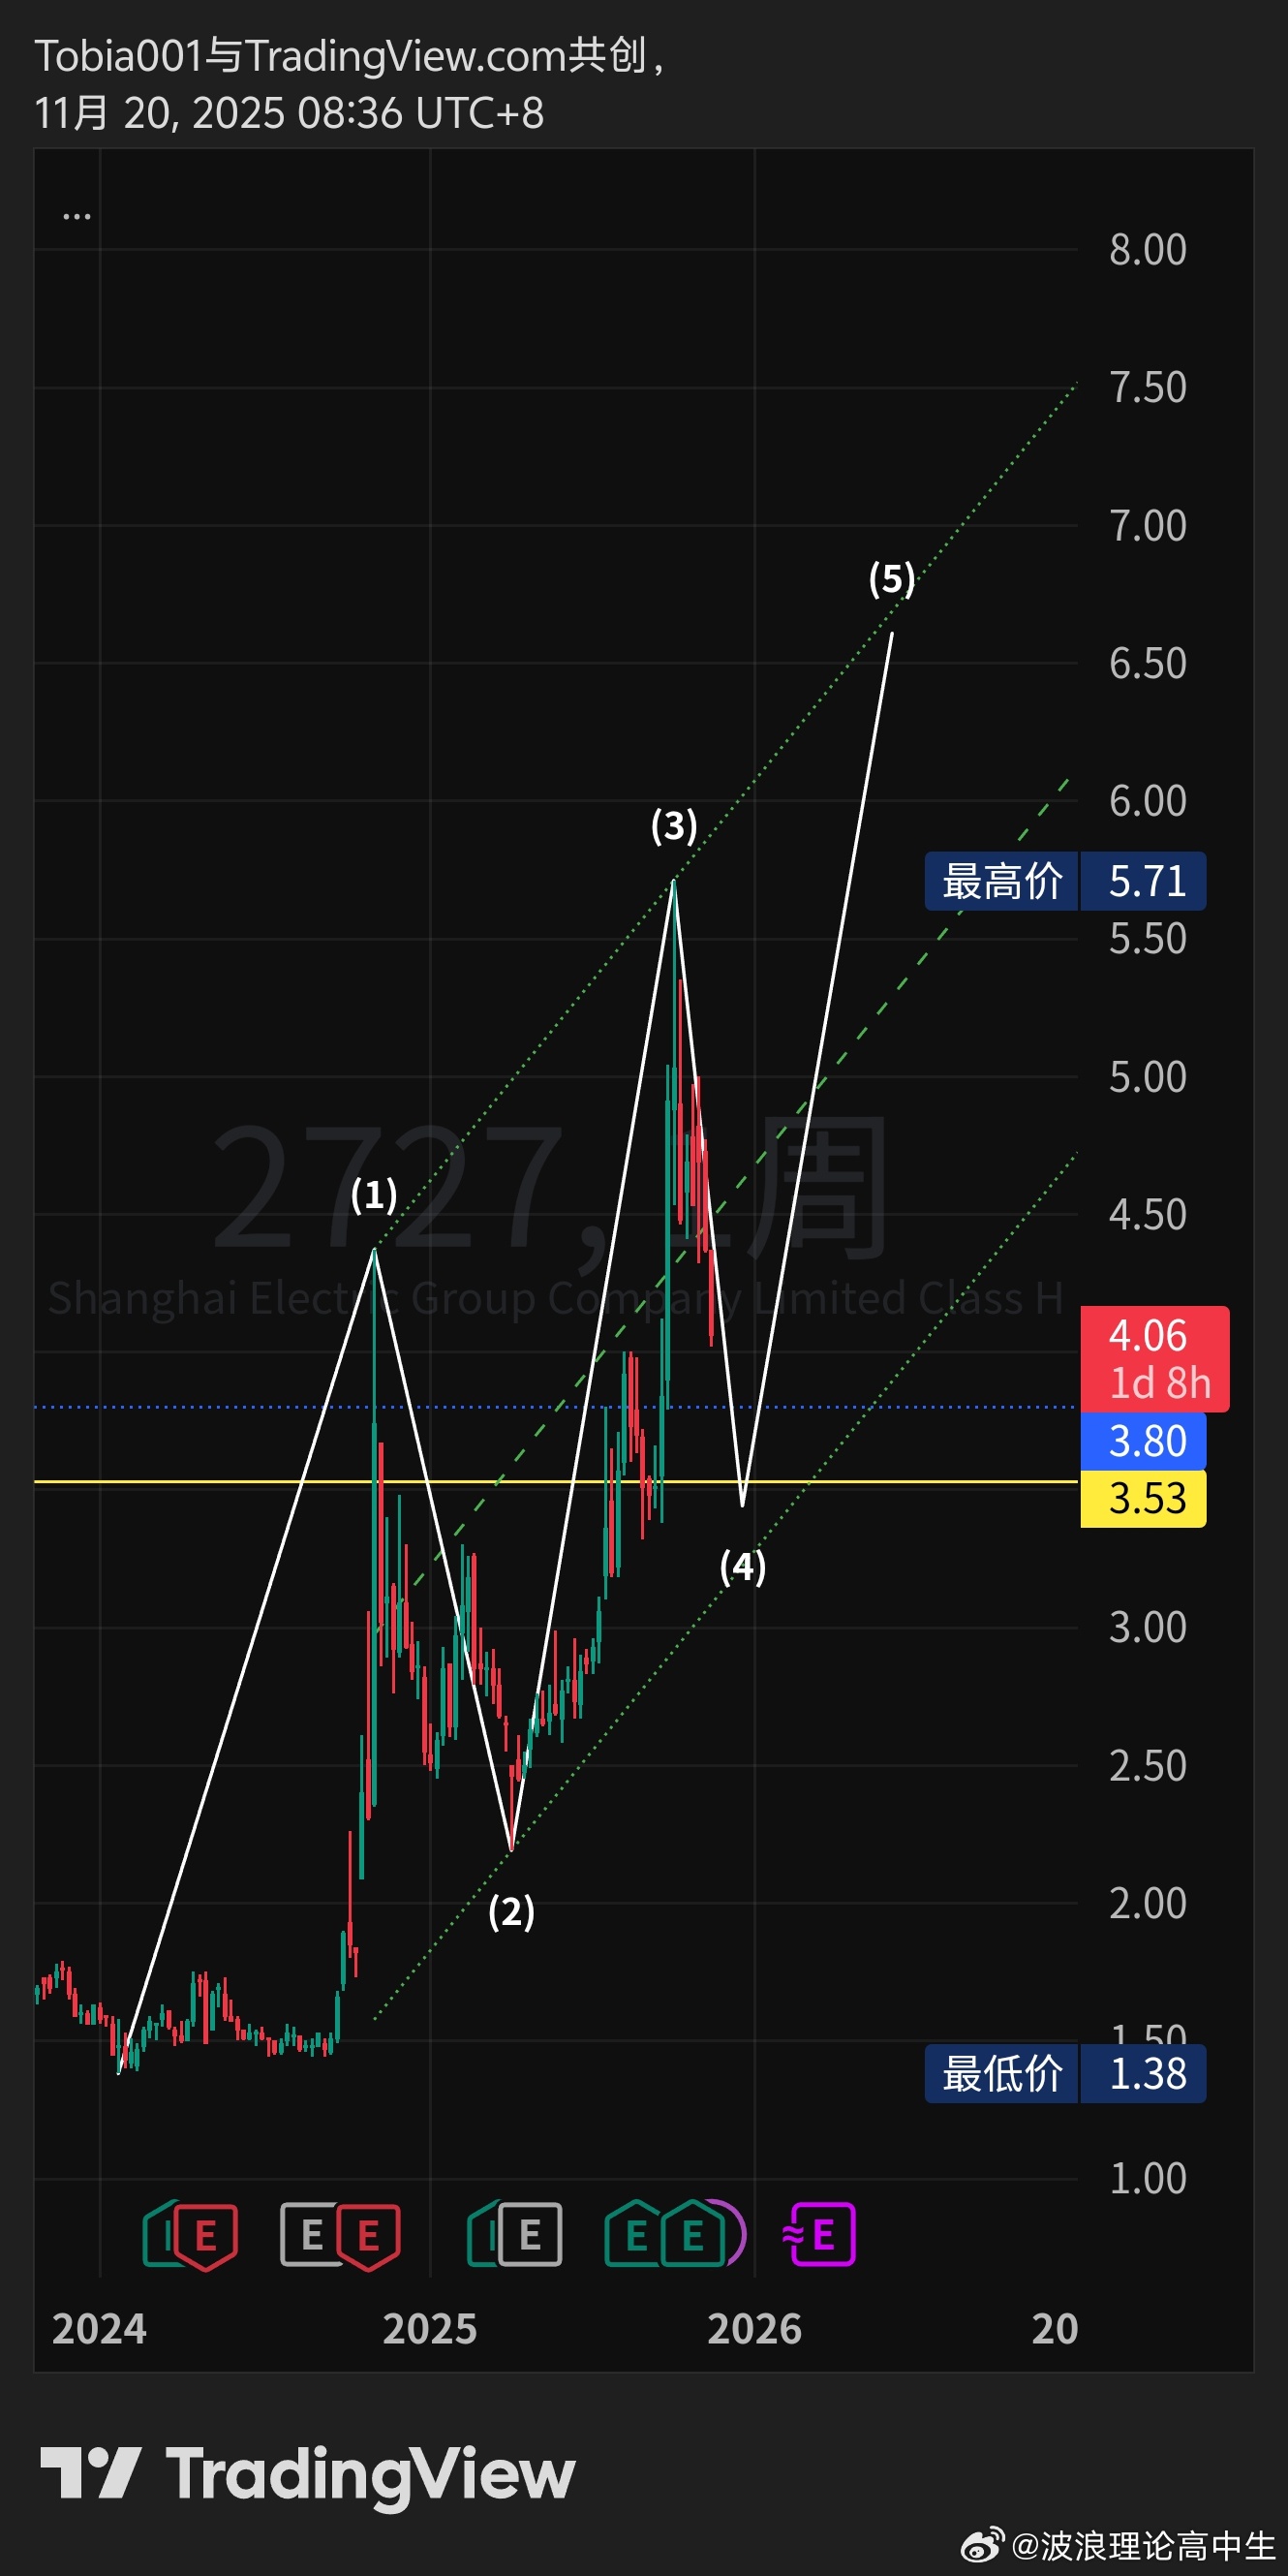 Tobia001与TradingView.com共创，
11月 20, 2025 08:36 UTC+8
...
8.00
7.50
7.00
(5)
6.50
6.00
(3)
最高价 5.71
5.50
5.00
2727, 1周
(1)
4.50
Shanghai Electric Group Company Limited Class H
4.06
1d 8h
3.80
3.53
(4)
3.00
2.50
(2)
2.00
1.50
最低价 1.38
1.00
E E E E E E ≈E
2024 2025 2026 20
TradingView
@波浪理论高中生